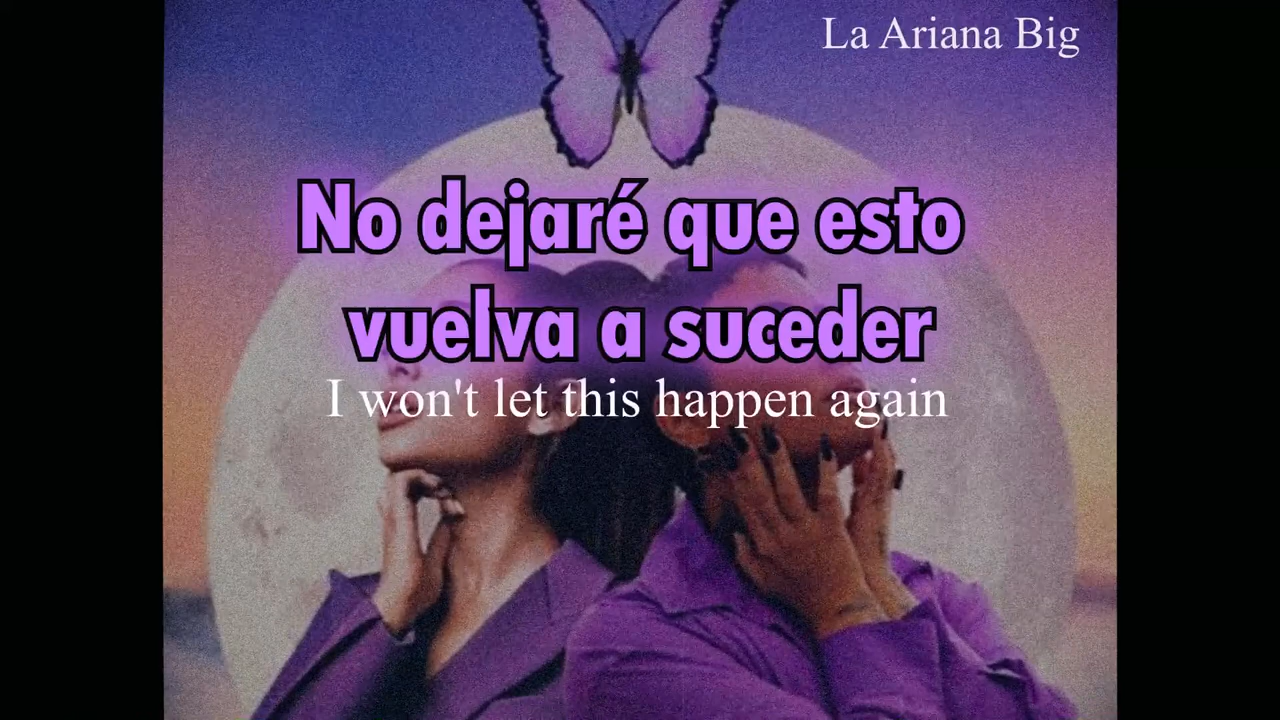 La Ariana Big
No dejaré que esto
vuelva a suceder
I won't let this happen again